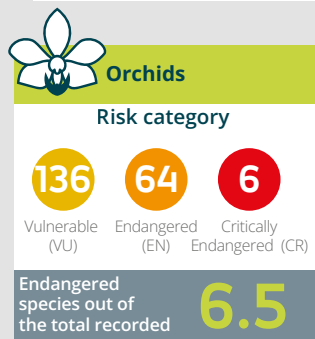 Orchids
Risk category
136 64 6
Vulnerable Endangered Critically
(VU) (EN) Endangered (CR)
Endangered
species out of
the total recorded
6.5